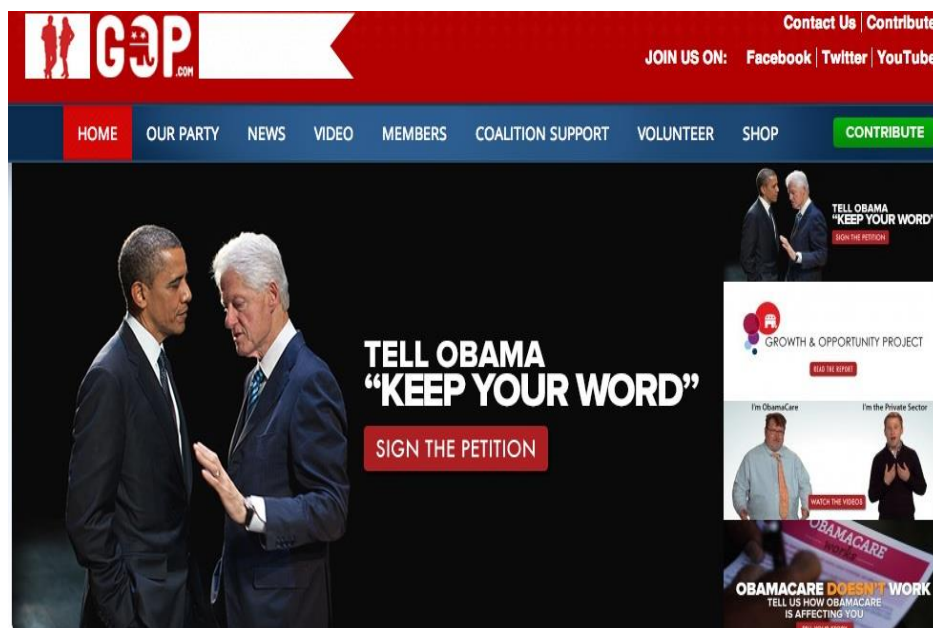 GOP
.COM
Contact Us | Contribute
JOIN US ON: Facebook | Twitter | YouTube
HOME OUR PARTY NEWS VIDEO MEMBERS COALITION SUPPORT VOLUNTEER SHOP CONTRIBUTE
TELL OBAMA
“KEEP YOUR WORD”
SIGN THE PETITION
TELL OBAMA
“KEEP YOUR WORD”
SIGN THE PETITION
GROWTH & OPPORTUNITY PROJECT
READ THE REPORT
I'm ObamaCare I'm the Private Sector
WATCH THE VIDEOS
OBAMACARE
works
OBAMACARE DOESN'T WORK
TELL US HOW OBAMACARE
IS AFFECTING YOU